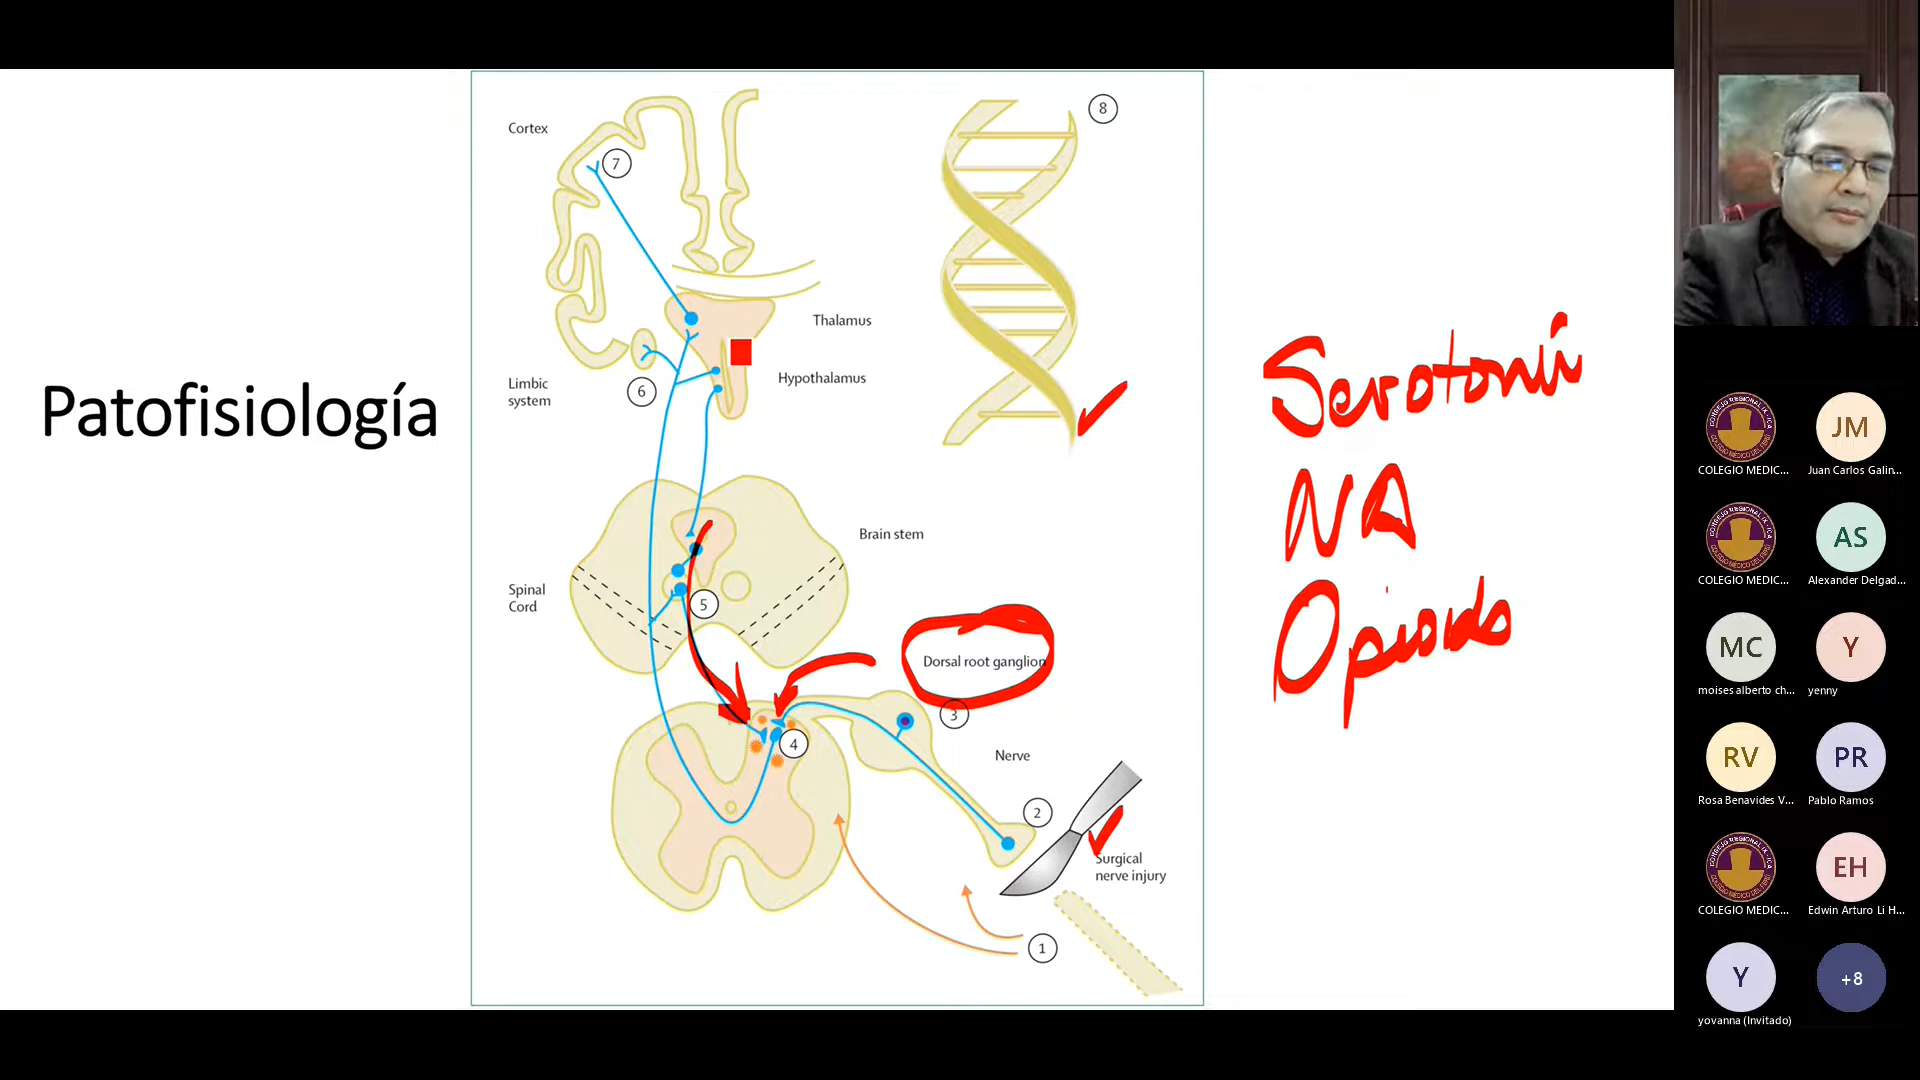 Patofisiología
Cortex
7
8
Thalamus
Hypothalamus
Limbic
system
6
Brain stem
Spinal
Cord
5
Dorsal root ganglion
3
4
Nerve
2
Surgical
nerve injury
1
NA
COLEGIO MEDIC...
JM
Juan Carlos Galin...
COLEGIO MEDIC...
AS
Alexander Delgad...
MC
moises alberto ch...
Y
yenny
RV
Rosa Benavides V...
PR
Pablo Ramos
COLEGIO MEDIC...
EH
Edwin Arturo Li H...
Y
yovanna (Invitado)
+8